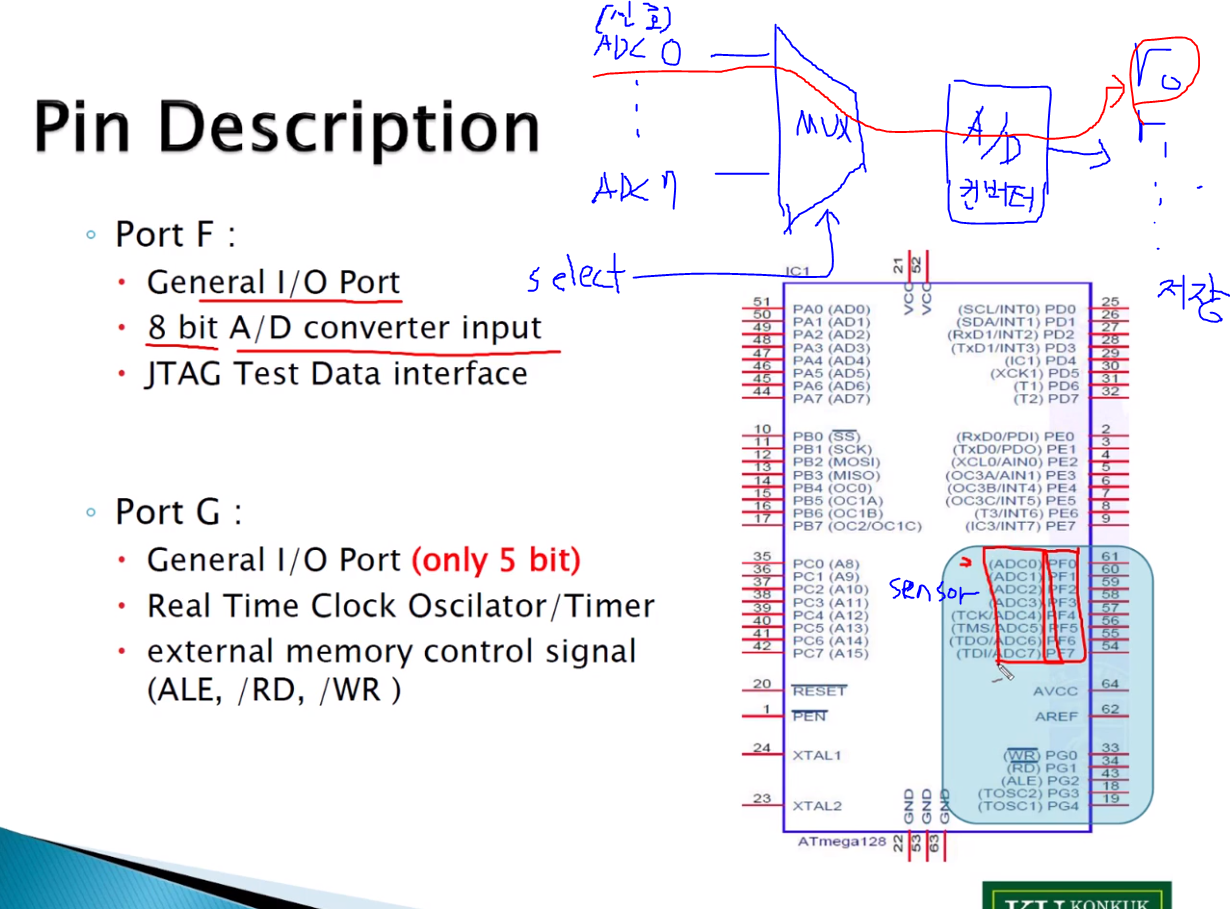 (신호)
ADC 0
ADC 7
MUX
A/D
컨버터
r0
r
저장
select
Pin Description
◦ Port F :
• General I/O Port
• 8 bit A/D converter input
• JTAG Test Data interface
◦ Port G :
• General I/O Port (only 5 bit)
• Real Time Clock Oscilator/Timer
• external memory control signal
(ALE, /RD, /WR )
IC1
21 VCC
52 VCC
51 PA0 (AD0)
50 PA1 (AD1)
49 PA2 (AD2)
48 PA3 (AD3)
47 PA4 (AD4)
46 PA5 (AD5)
45 PA6 (AD6)
44 PA7 (AD7)
10 PB0 (SS)
11 PB1 (SCK)
12 PB2 (MOSI)
13 PB3 (MISO)
14 PB4 (OC0)
15 PB5 (OC1A)
16 PB6 (OC1B)
17 PB7 (OC2/OC1C)
35 PC0 (A8)
36 PC1 (A9)
37 PC2 (A10)
38 PC3 (A11)
39 PC4 (A12)
40 PC5 (A13)
41 PC6 (A14)
42 PC7 (A15)
20 RESET
1 PEN
24 XTAL1
23 XTAL2
(SCL/INT0) PD0 25
(SDA/INT1) PD1 26
(RxD1/INT2) PD2 27
(TxD1/INT3) PD3 28
(IC1) PD4 29
(XCK1) PD5 30
(T1) PD6 31
(T2) PD7 32
(RxD0/PDI) PE0 2
(TxD0/PDO) PE1 3
(XCL0/AIN0) PE2 4
(OC3A/AIN1) PE3 5
(OC3B/INT4) PE4 6
(OC3C/INT5) PE5 7
(T3/INT6) PE6 8
(IC3/INT7) PE7 9
sensor
(ADC0) PF0 61
(ADC1) PF1 60
(ADC2) PF2 59
(ADC3) PF3 58
(TCK/ADC4) PF4 57
(TMS/ADC5) PF5 56
(TDO/ADC6) PF6 55
(TDI/ADC7) PF7 54
AVCC 64
AREF 62
(WR) PG0 33
(RD) PG1 34
(ALE) PG2 43
(TOSC2) PG3 18
(TOSC1) PG4 19
GND 22
GND 53
GND 63
ATmega128
KU KONKUK